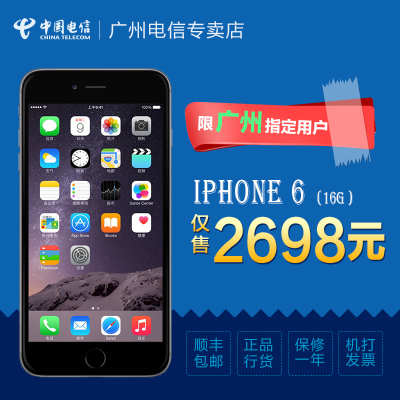 中国电信
CHINA TELECOM
广州电信专卖店
限广州指定用户
IPHONE 6 (16G)
仅售2698元
顺丰包邮
正品行货
保修一年
机打发票